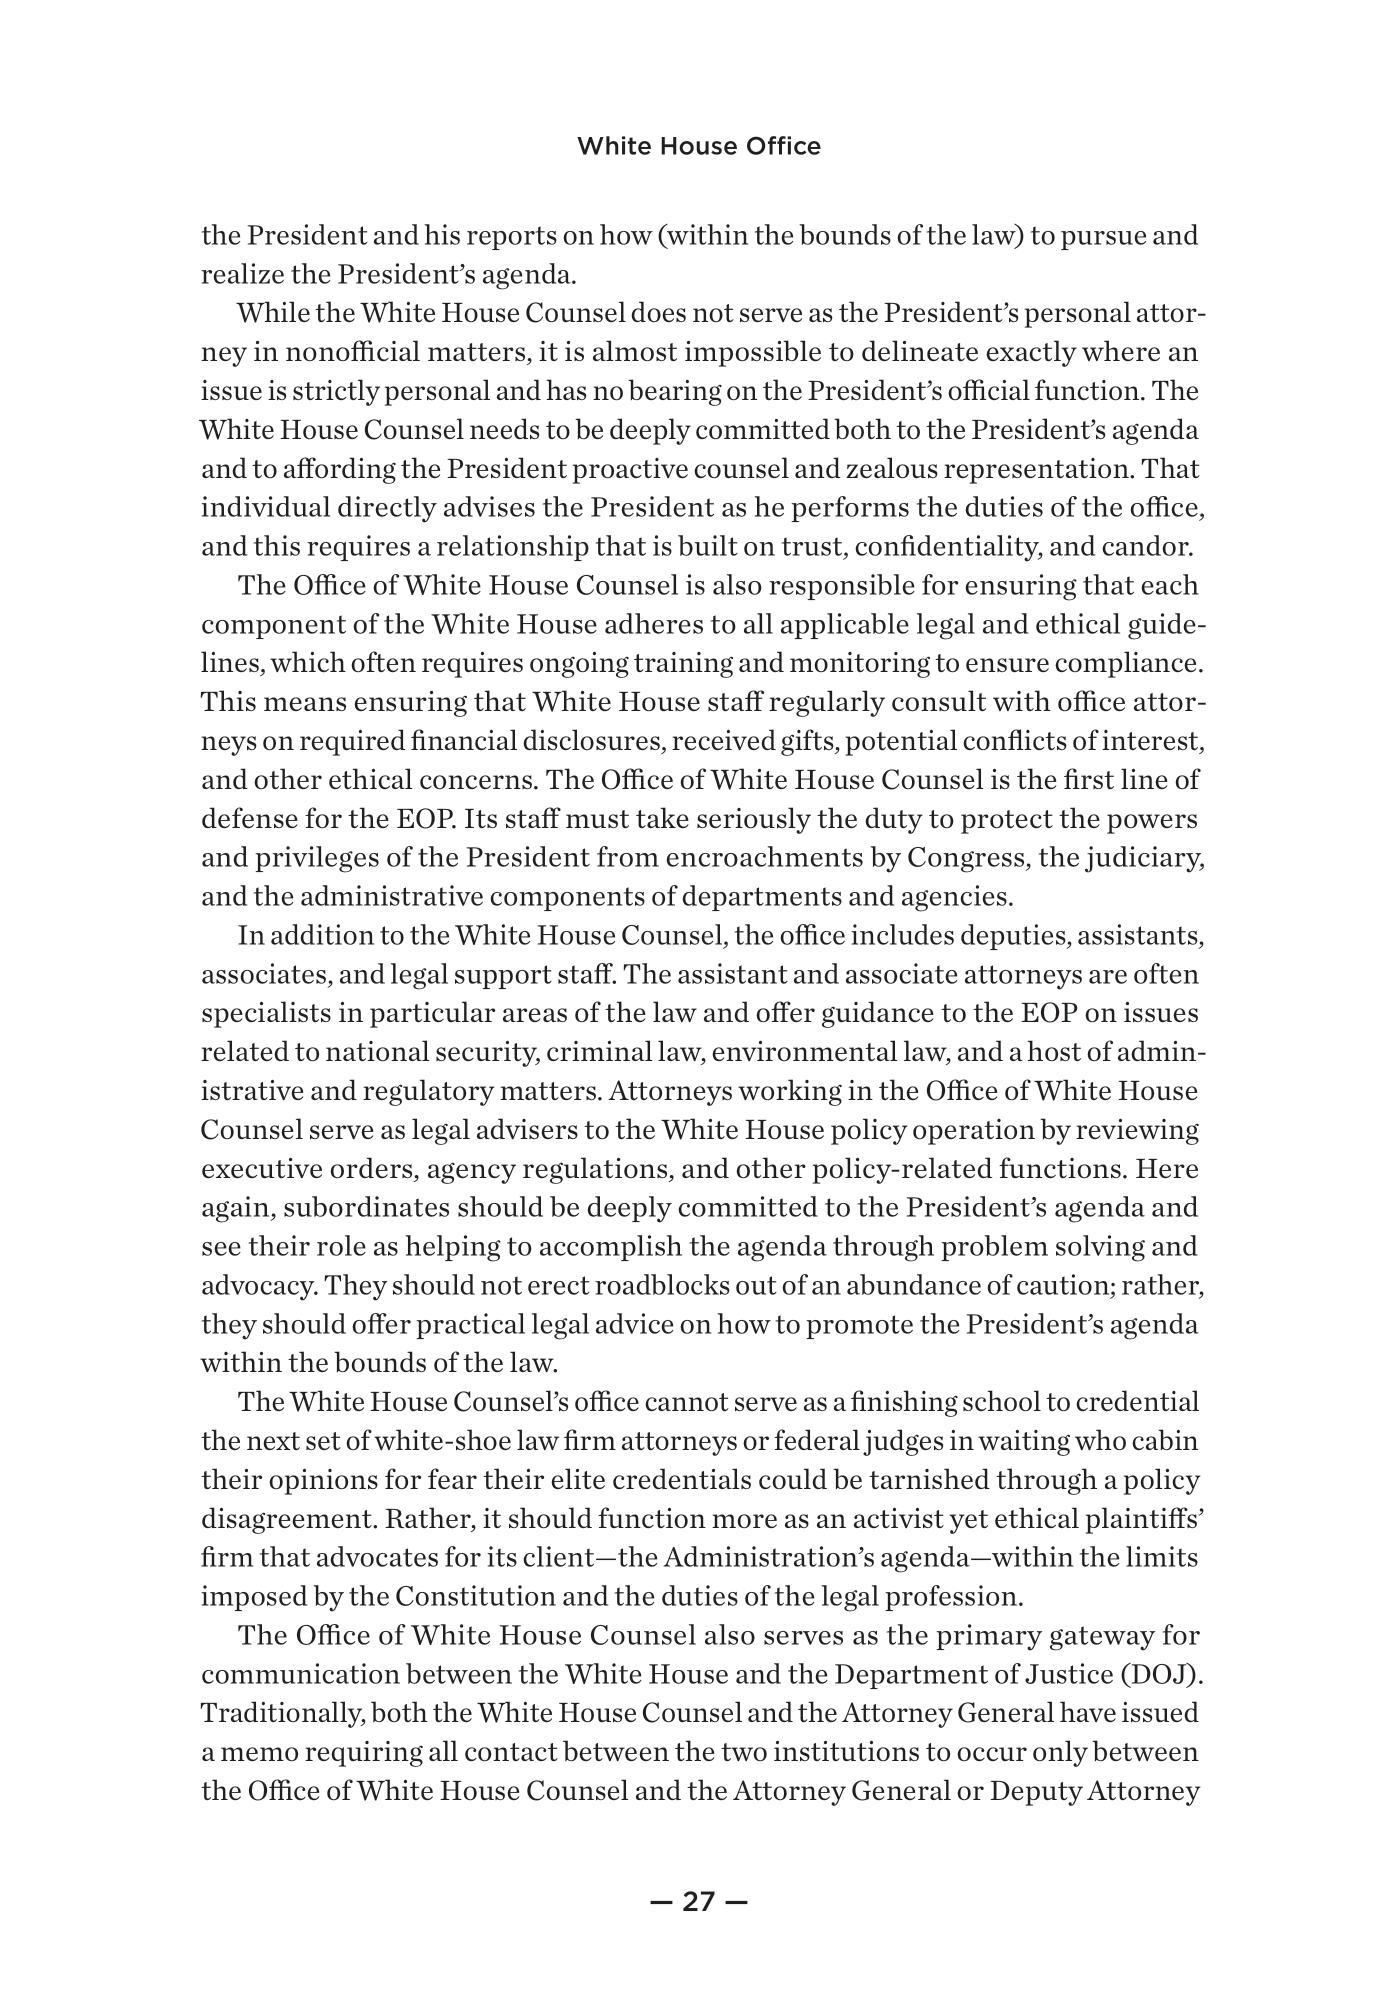 White House Office
the President and his reports on how (within the bounds of the law) to pursue and
realize the President’s agenda.
While the White House Counsel does not serve as the President’s personal attor-
ney in nonofficial matters, it is almost impossible to delineate exactly where an
issue is strictly personal and has no bearing on the President’s official function. The
White House Counsel needs to be deeply committed both to the President’s agenda
and to affording the President proactive counsel and zealous representation. That
individual directly advises the President as he performs the duties of the office,
and this requires a relationship that is built on trust, confidentiality, and candor.
The Office of White House Counsel is also responsible for ensuring that each
component of the White House adheres to all applicable legal and ethical guide-
lines, which often requires ongoing training and monitoring to ensure compliance.
This means ensuring that White House staff regularly consult with office attor-
neys on required financial disclosures, received gifts, potential conflicts of interest,
and other ethical concerns. The Office of White House Counsel is the first line of
defense for the EOP. Its staff must take seriously the duty to protect the powers
and privileges of the President from encroachments by Congress, the judiciary,
and the administrative components of departments and agencies.
In addition to the White House Counsel, the office includes deputies, assistants,
associates, and legal support staff. The assistant and associate attorneys are often
specialists in particular areas of the law and offer guidance to the EOP on issues
related to national security, criminal law, environmental law, and a host of admin-
istrative and regulatory matters. Attorneys working in the Office of White House
Counsel serve as legal advisers to the White House policy operation by reviewing
executive orders, agency regulations, and other policy-related functions. Here
again, subordinates should be deeply committed to the President’s agenda and
see their role as helping to accomplish the agenda through problem solving and
advocacy. They should not erect roadblocks out of an abundance of caution; rather,
they should offer practical legal advice on how to promote the President’s agenda
within the bounds of the law.
The White House Counsel’s office cannot serve as a finishing school to credential
the next set of white-shoe law firm attorneys or federal judges in waiting who cabin
their opinions for fear their elite credentials could be tarnished through a policy
disagreement. Rather, it should function more as an activist yet ethical plaintiffs’
firm that advocates for its client—the Administration’s agenda—within the limits
imposed by the Constitution and the duties of the legal profession.
The Office of White House Counsel also serves as the primary gateway for
communication between the White House and the Department of Justice (DOJ).
Traditionally, both the White House Counsel and the Attorney General have issued
a memo requiring all contact between the two institutions to occur only between
the Office of White House Counsel and the Attorney General or Deputy Attorney
— 27 —